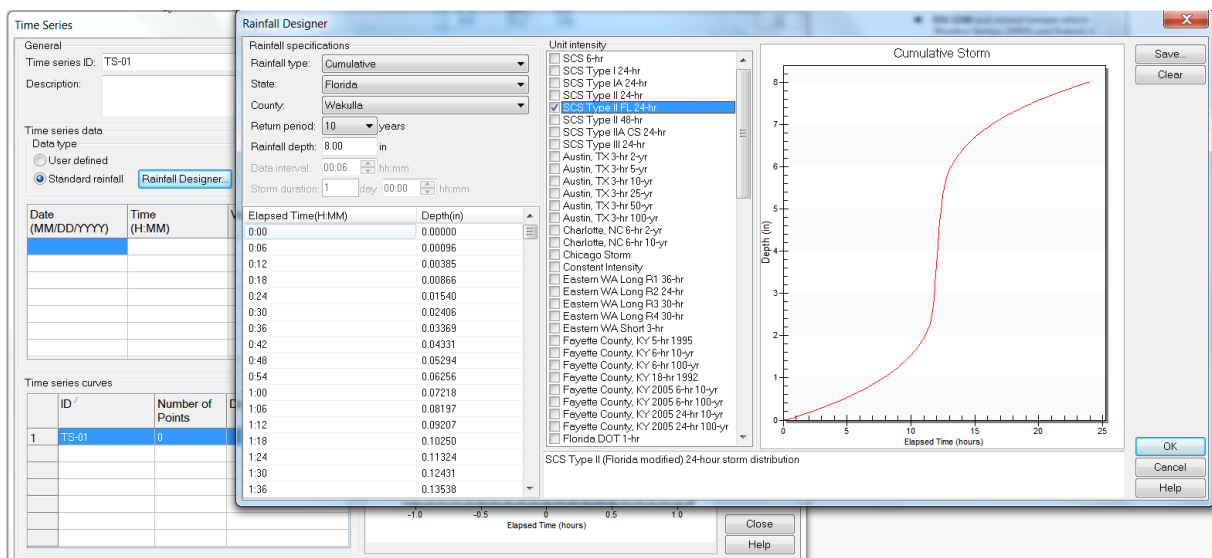 Time Series
General
Time series ID: TS-01
Description:
Time series data
Data type
User defined
Standard rainfall Rainfall Designer...
Date (MM/DD/YYYY) Time (H:MM) V
Time series curves
ID / Number of Points D
1 TS-01 0
-1.0 -0.5 0 0.5 1.0
Elapsed Time (hours)
Close
Help
Rainfall Designer
Rainfall specifications
Rainfall type: Cumulative
State: Florida
County: Wakulla
Return period: 10 years
Rainfall depth: 8.00 in
Data interval: 00:06 hh:mm
Storm duration: 1 day 00:00 hh:mm
Elapsed Time(H:MM) Depth(in)
0:00 0.00000
0:06 0.00096
0:12 0.00385
0:18 0.00866
0:24 0.01540
0:30 0.02406
0:36 0.03369
0:42 0.04331
0:48 0.05294
0:54 0.06256
1:00 0.07218
1:06 0.08197
1:12 0.09207
1:18 0.10250
1:24 0.11324
1:30 0.12431
1:36 0.13538
Unit intensity
SCS 6-hr
SCS Type I 24-hr
SCS Type IA 24-hr
SCS Type II 24-hr
SCS Type II FL 24-hr
SCS Type II 48-hr
SCS Type IIA CS 24-hr
SCS Type III 24-hr
Austin, TX 3-hr 2-yr
Austin, TX 3-hr 5-yr
Austin, TX 3-hr 10-yr
Austin, TX 3-hr 25-yr
Austin, TX 3-hr 50-yr
Austin, TX 3-hr 100-yr
Charlotte, NC 6-hr 2-yr
Charlotte, NC 6-hr 10-yr
Chicago Storm
Constant Intensity
Eastern WA Long R1 36-hr
Eastern WA Long R2 24-hr
Eastern WA Long R3 30-hr
Eastern WA Long R4 30-hr
Eastern WA Short 3-hr
Fayette County, KY 5-hr 1995
Fayette County, KY 6-hr 10-yr
Fayette County, KY 6-hr 100-yr
Fayette County, KY 18-hr 1992
Fayette County, KY 2005 6-hr 10-yr
Fayette County, KY 2005 6-hr 100-yr
Fayette County, KY 2005 24-hr 10-yr
Fayette County, KY 2005 24-hr 100-yr
Florida DOT 1-hr
SCS Type II (Florida modified) 24-hour storm distribution
Cumulative Storm
8
7
6
5
4
3
2
1
0
Depth (in)
0 5 10 15 20 25
Elapsed Time (hours)
Save...
Clear
OK
Cancel
Help